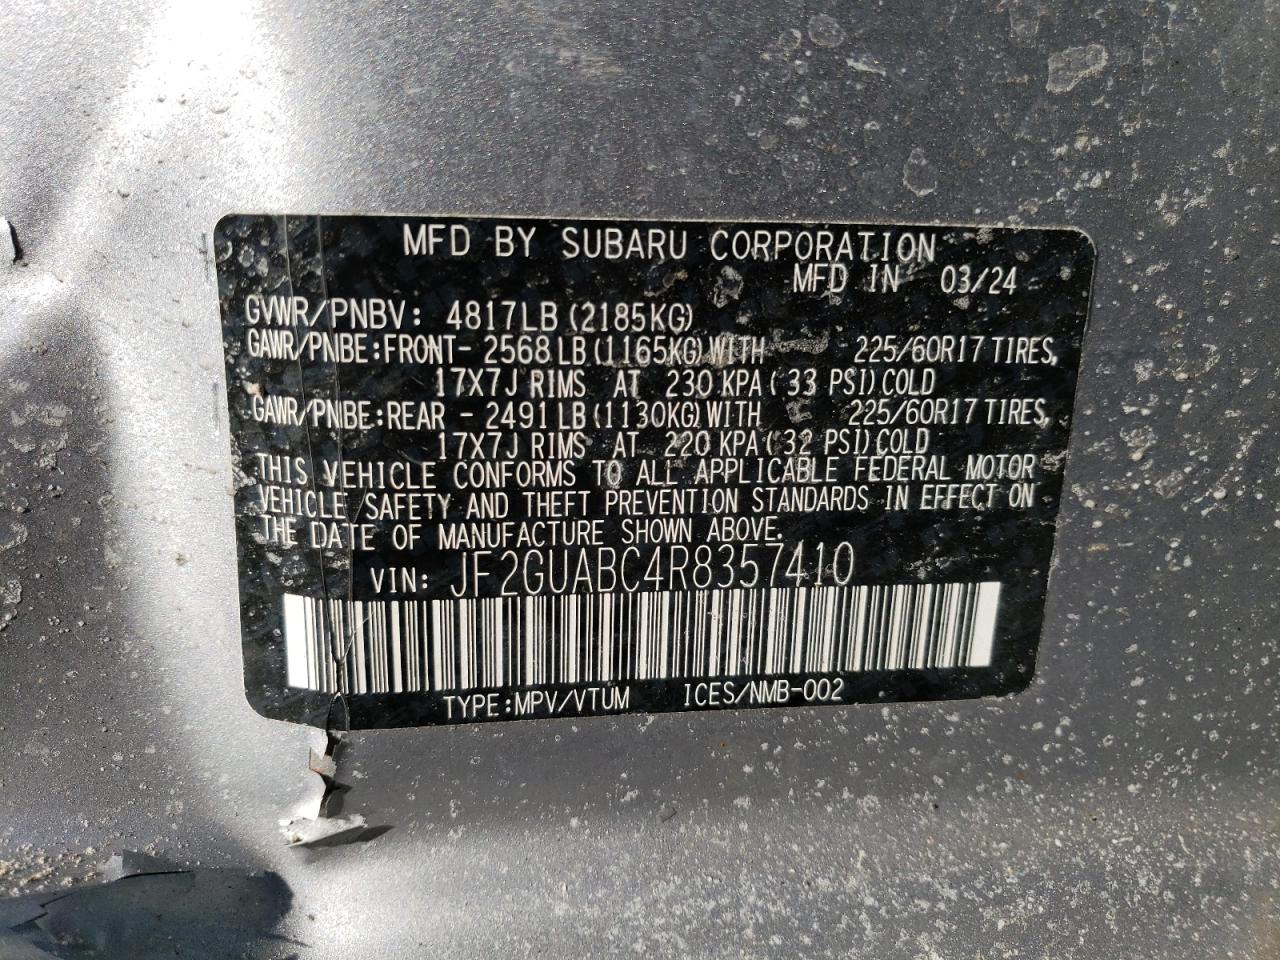 MFD BY SUBARU CORPORATION
MFD IN 03/24
GVWR/PNBV: 4817LB (2185KG)
GAWR/PNBE:FRONT- 2568 LB (1165KG) WITH 225/60R17 TIRES,
17X7J RIMS AT 230 KPA ( 33 PSI) COLD
GAWR/PNBE:REAR - 2491 LB (1130KG) WITH 225/60R17 TIRES,
17X7J RIMS AT 220 KPA ( 32 PSI) COLD
THIS VEHICLE CONFORMS TO ALL APPLICABLE FEDERAL MOTOR
VEHICLE SAFETY AND THEFT PREVENTION STANDARDS IN EFFECT ON
THE DATE OF MANUFACTURE SHOWN ABOVE.
VIN: JF2GUABC4R8357410
TYPE:MPV/VTUM ICES/NMB-002